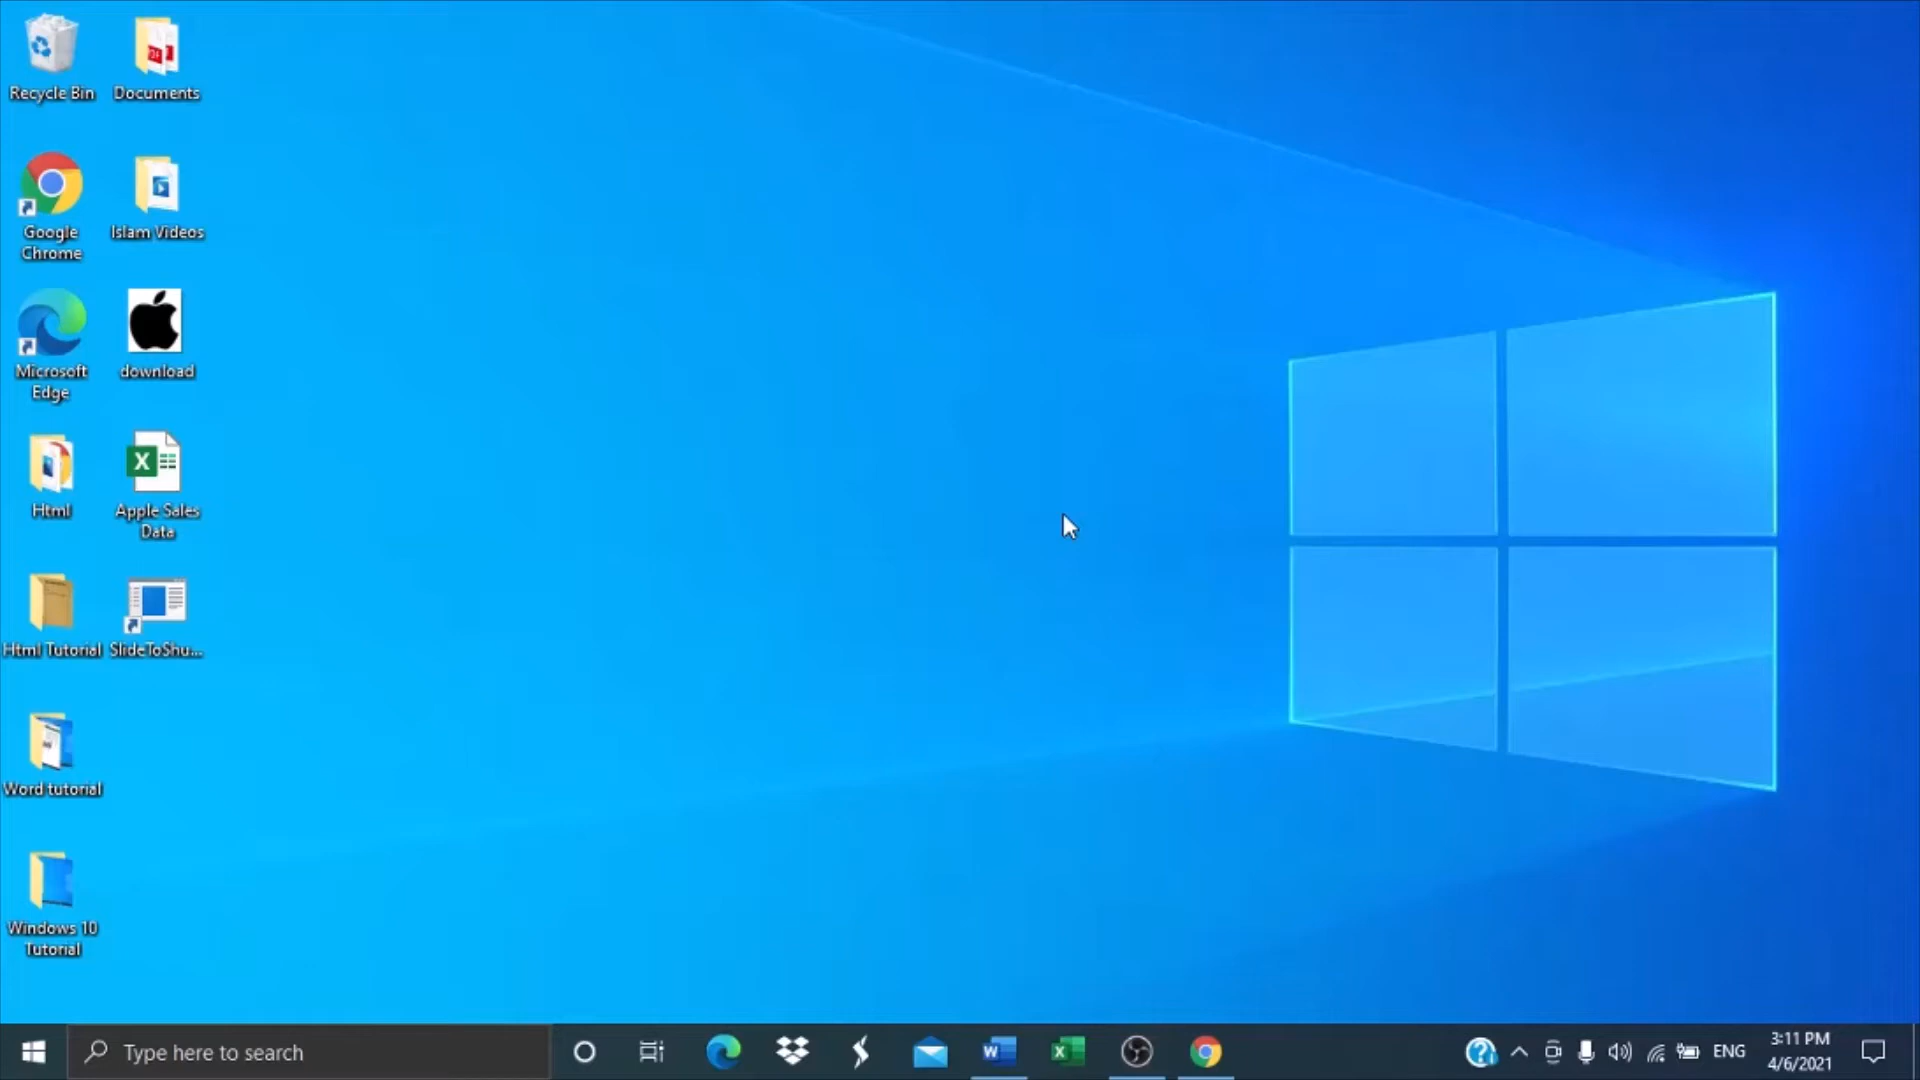 Recycle Bin
Documents
Google
Chrome
Islam Videos
Microsoft
Edge
download
Html
Apple Sales
Data
Html Tutorial
SlideToShu...
Word tutorial
Windows 10
Tutorial
Type here to search
ENG
3:11 PM
4/6/2021